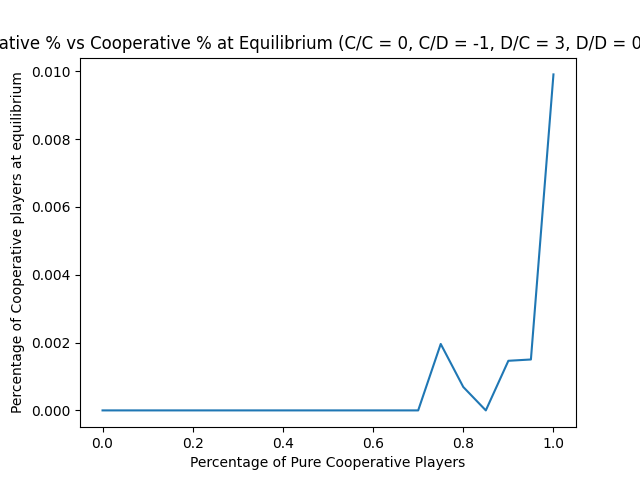 ative % vs Cooperative % at Equilibrium (C/C = 0, C/D = -1, D/C = 3, D/D = 0
0.010
0.008
0.006
0.004
0.002
0.000
Percentage of Cooperative players at equilibrium
0.0 0.2 0.4 0.6 0.8 1.0
Percentage of Pure Cooperative Players